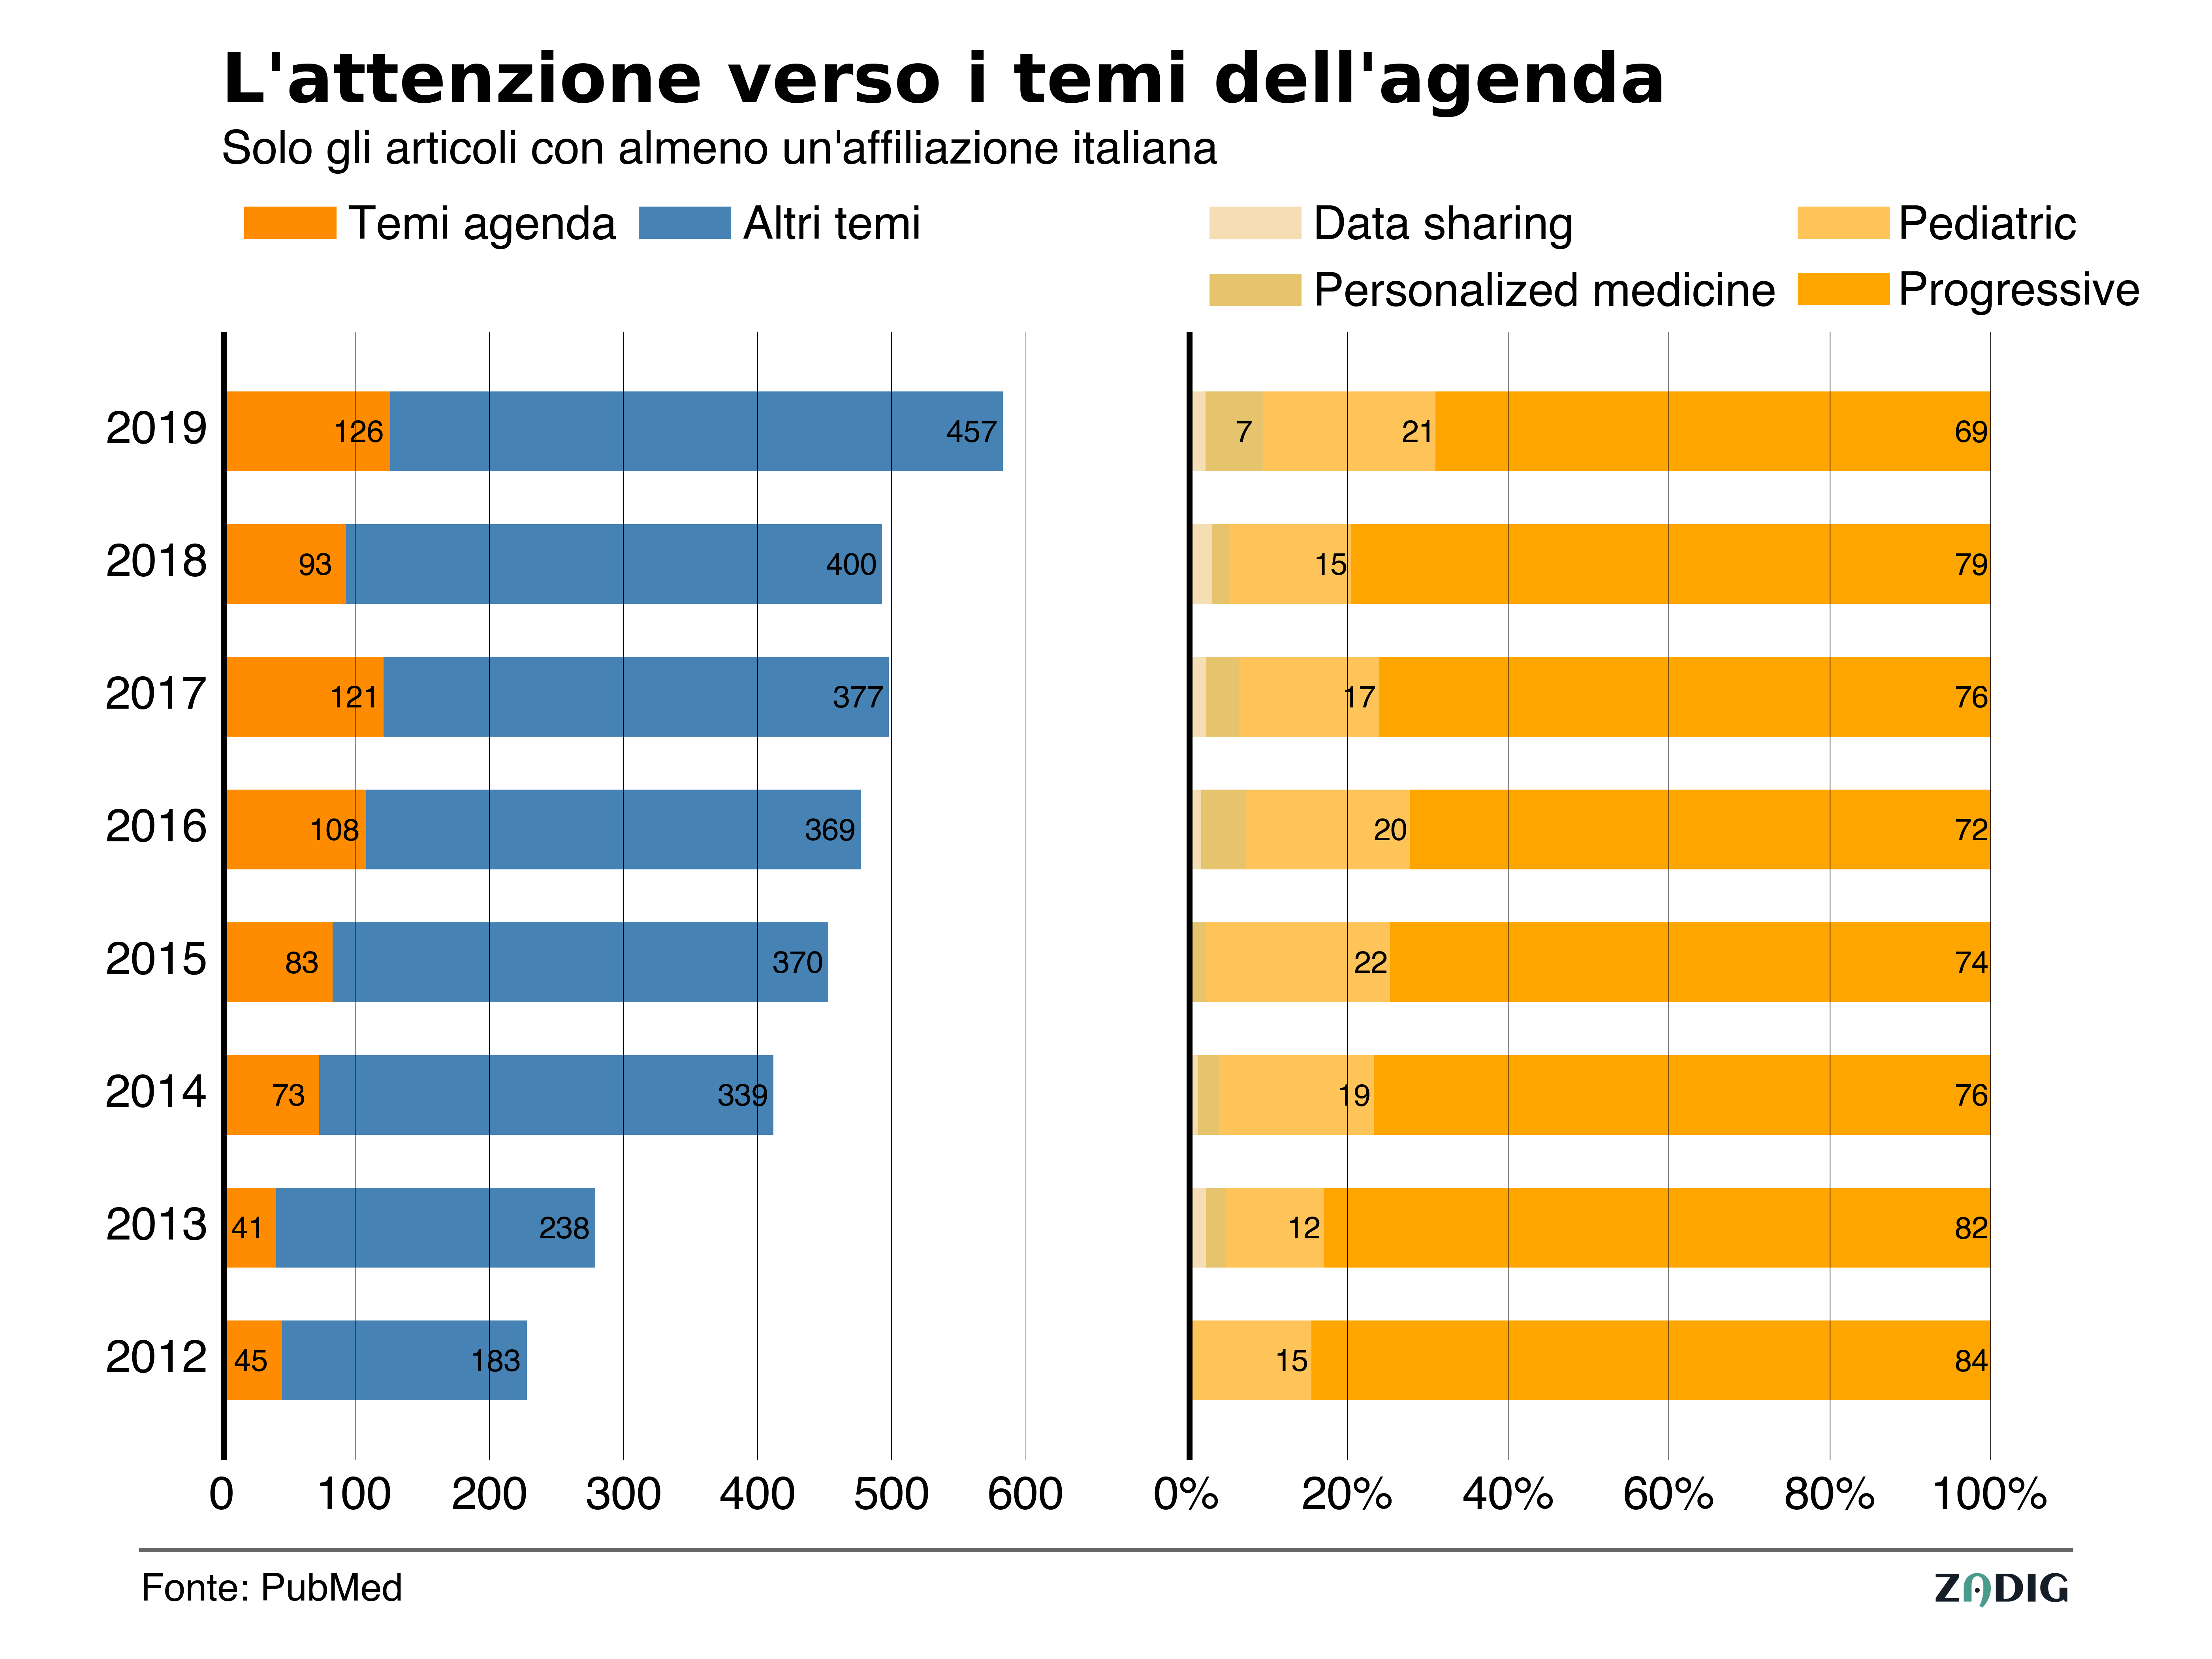 L'attenzione verso i temi dell'agenda
Solo gli articoli con almeno un'affiliazione italiana
Temi agenda Altri temi
Data sharing Pediatric
Personalized medicine Progressive
2019 126 457 7 21 69
2018 93 400 15 79
2017 121 377 17 76
2016 108 369 20 72
2015 83 370 22 74
2014 73 339 19 76
2013 41 238 12 82
2012 45 183 15 84
0 100 200 300 400 500 600 0% 20% 40% 60% 80% 100%
Fonte: PubMed ZADIG